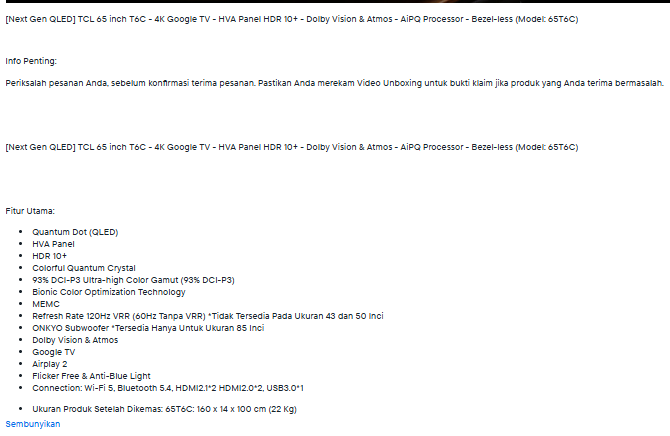 [Next Gen QLED] TCL 65 inch T6C - 4K Google TV - HVA Panel HDR 10+ - Dolby Vision & Atmos - AiPQ Processor - Bezel-less (Model: 65T6C)
Info Penting:
Periksalah pesanan Anda, sebelum konfirmasi terima pesanan. Pastikan Anda merekam Video Unboxing untuk bukti klaim jika produk yang Anda terima bermasalah.
[Next Gen QLED] TCL 65 inch T6C - 4K Google TV - HVA Panel HDR 10+ - Dolby Vision & Atmos - AiPQ Processor - Bezel-less (Model: 65T6C)
Fitur Utama:
• Quantum Dot (QLED)
• HVA Panel
• HDR 10+
• Colorful Quantum Crystal
• 93% DCI-P3 Ultra-high Color Gamut (93% DCI-P3)
• Bionic Color Optimization Technology
• MEMC
• Refresh Rate 120Hz VRR (60Hz Tanpa VRR) *Tidak Tersedia Pada Ukuran 43 dan 50 Inci
• ONKYO Subwoofer *Tersedia Hanya Untuk Ukuran 85 Inci
• Dolby Vision & Atmos
• Google TV
• Airplay 2
• Flicker Free & Anti-Blue Light
• Connection: Wi-Fi 5, Bluetooth 5.4, HDMI2.1*2 HDMI2.0*2, USB3.0*1
• Ukuran Produk Setelah Dikemas: 65T6C: 160 x 14 x 100 cm (22 Kg)
Sembunyikan